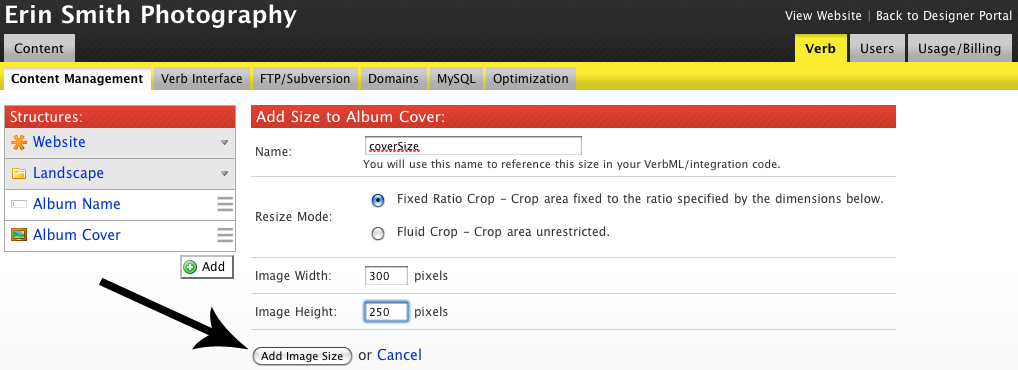 Erin Smith Photography
View Website | Back to Designer Portal
Content
Verb
Users
Usage/Billing
Content Management
Verb Interface
FTP/Subversion
Domains
MySQL
Optimization
Structures:
Website
Landscape
Album Name
Album Cover
Add
Add Size to Album Cover:
Name:
coverSize
You will use this name to reference this size in your VerbML/integration code.
Resize Mode:
Fixed Ratio Crop – Crop area fixed to the ratio specified by the dimensions below.
Fluid Crop – Crop area unrestricted.
Image Width: 300 pixels
Image Height: 250 pixels
Add Image Size or Cancel